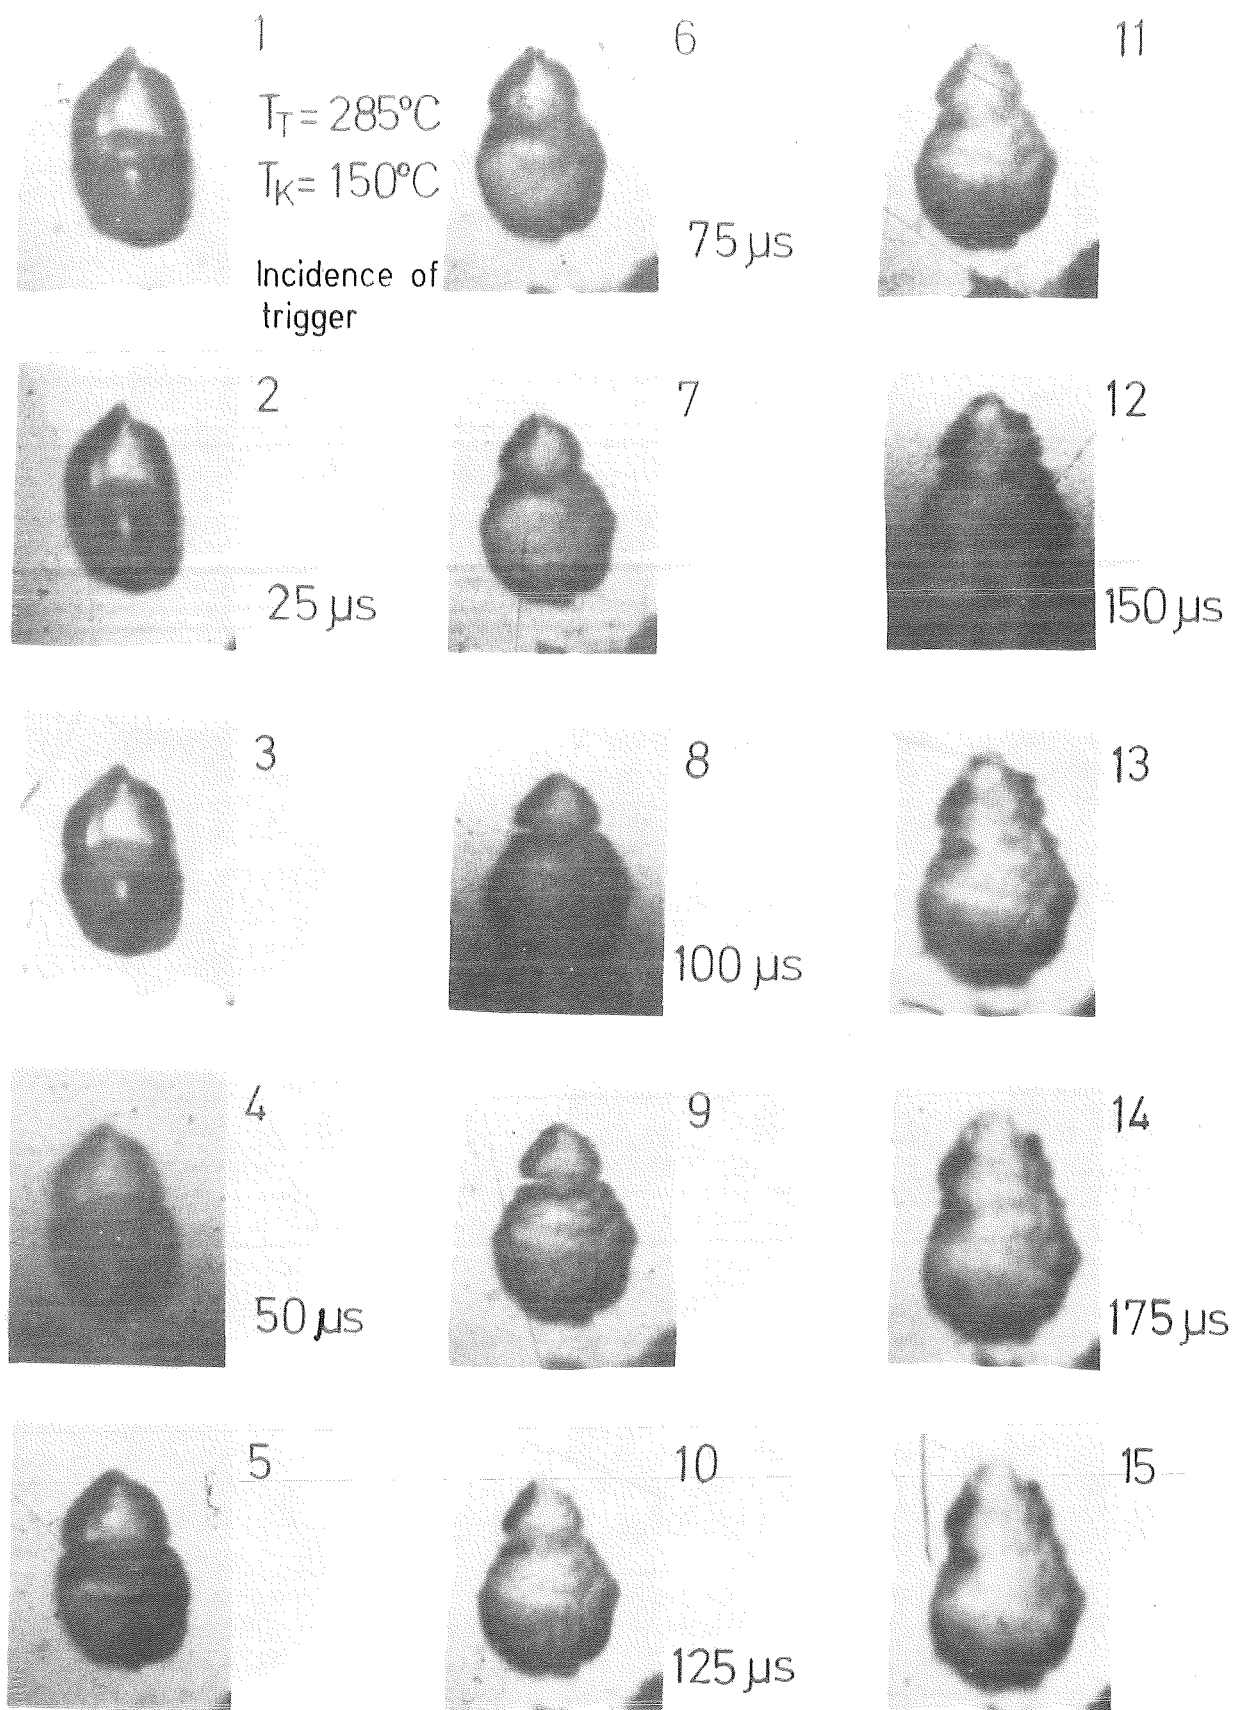 1
T_T = 285°C
T_K = 150°C
Incidence of
trigger
2
25 µs
3
4
50 µs
5
6
75 µs
7
8
100 µs
9
10
125 µs
11
12
150 µs
13
14
175 µs
15